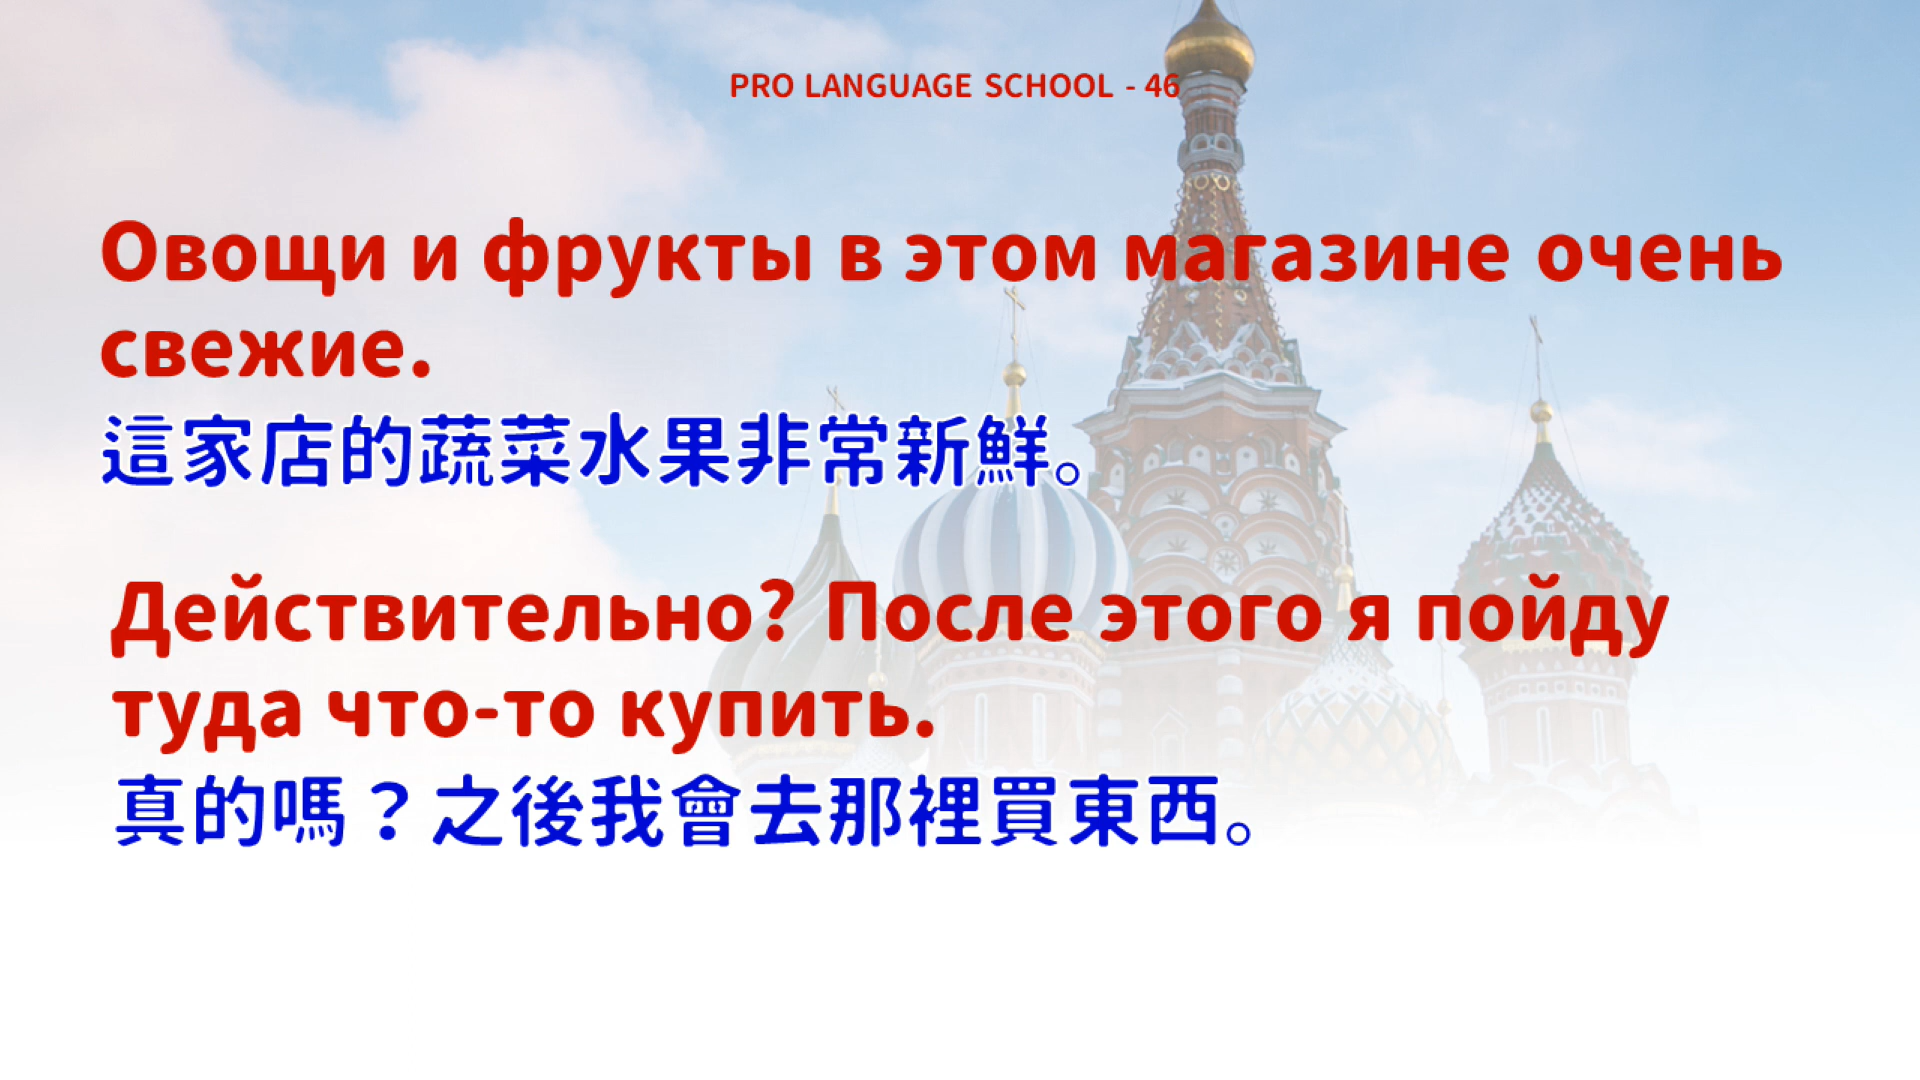 PRO LANGUAGE SCHOOL - 46
Овощи и фрукты в этом магазине очень
свежие.
這家店的蔬菜水果非常新鮮。
Действительно? После этого я пойду
туда что-то купить.
真的嗎？之後我會去那裡買東西。